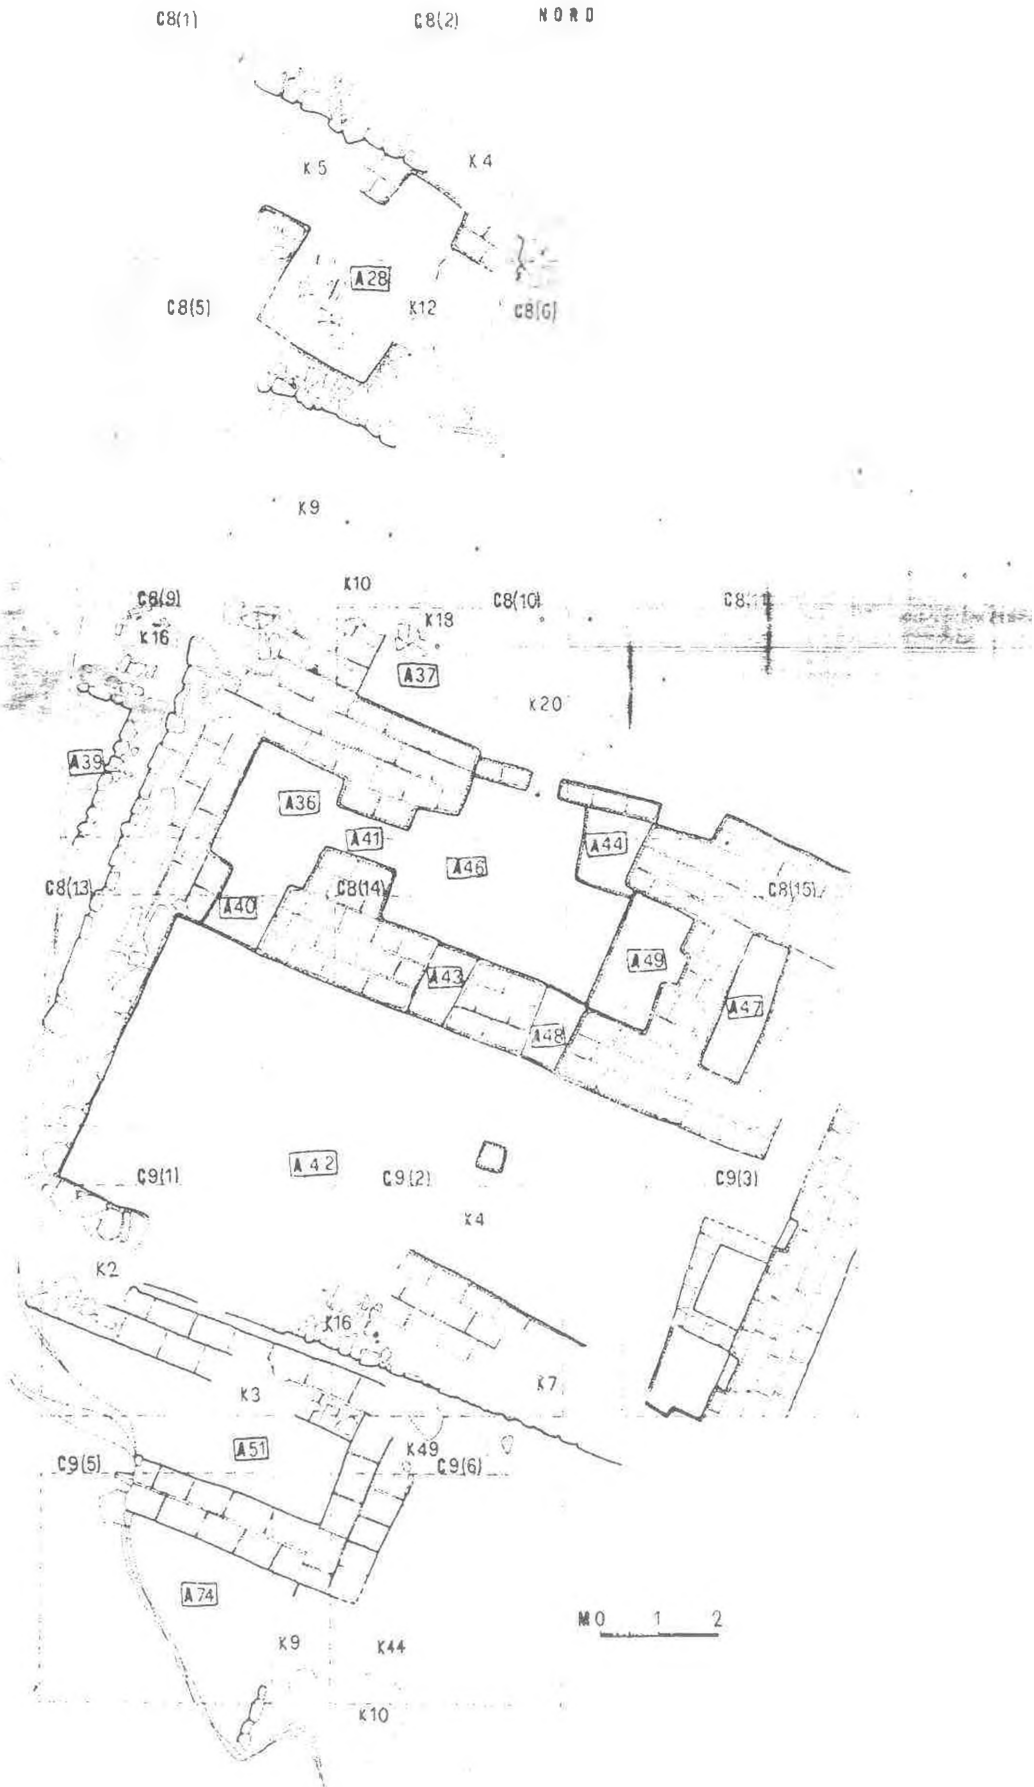 C8(1) C8(2) NORD
K5 K4
A28
C8(5) K12 C8(6)
K9
K10
C8(9) C8(10)
K16 K18
A37
K20
A39
A36
A41 A44
A46
C8(13) C8(14) C8(15)
A40
A49
A43
A47
A48
A42
C9(1) C9(2) C9(3)
K4
K2
K16
K3 K7
A51 K49
C9(5) C9(6)
A74
M 0 1 2
K9 K44
K10